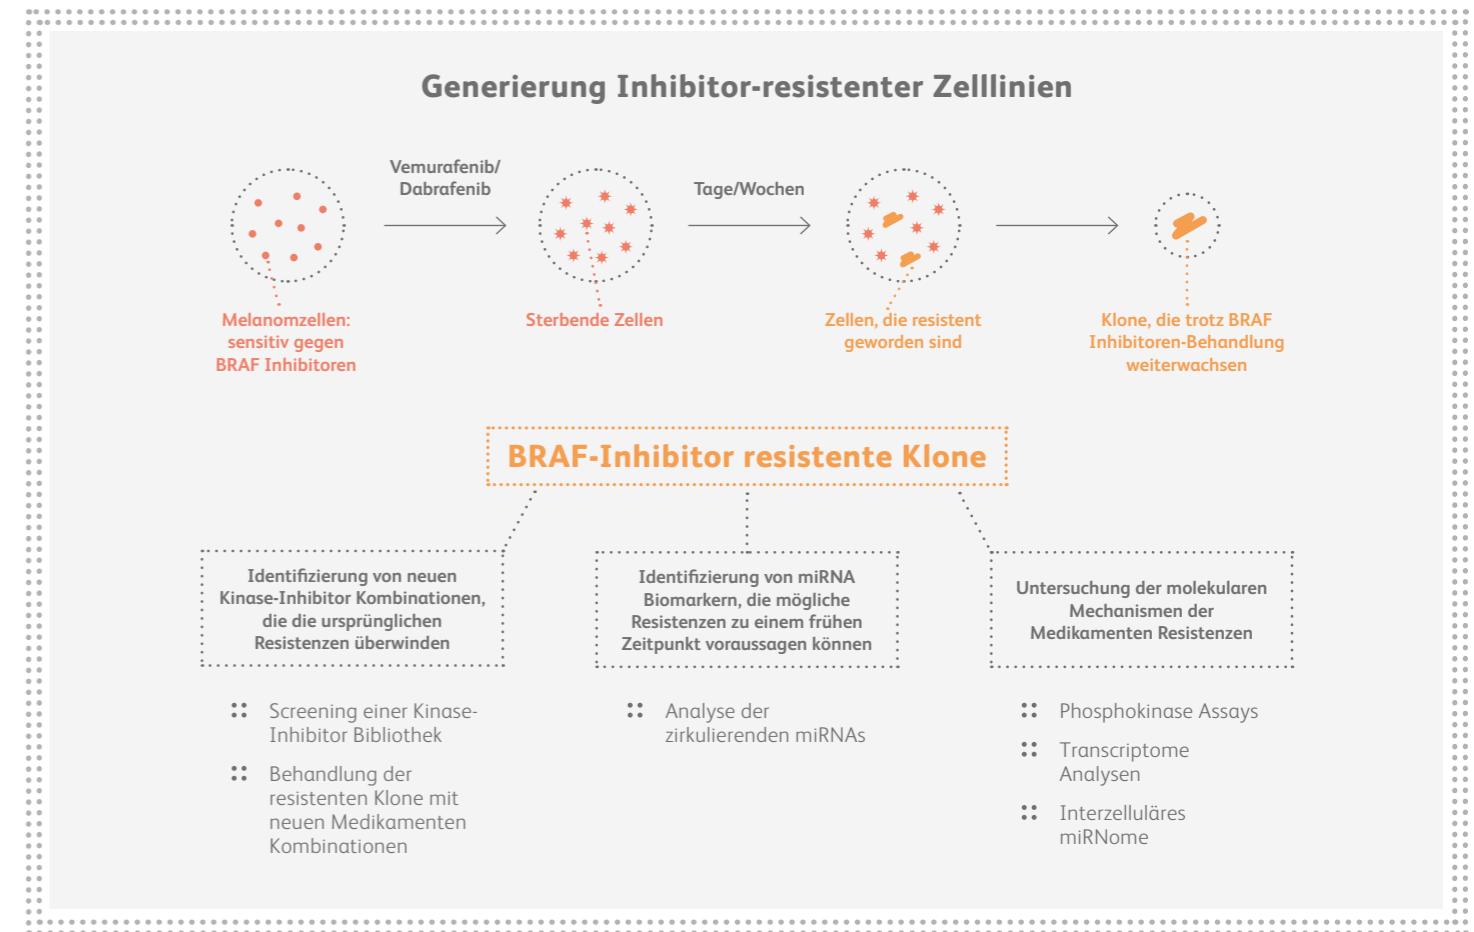 Generierung Inhibitor-resistenter Zelllinien
Vemurafenib/
Dabrafenib
Tage/Wochen
Melanomzellen:
sensitiv gegen
BRAF Inhibitoren
Sterbende Zellen
Zellen, die resistent
geworden sind
Klone, die trotz BRAF
Inhibitoren-Behandlung
weiterwachsen
BRAF-Inhibitor resistente Klone
Identifizierung von neuen
Kinase-Inhibitor Kombinationen,
die die ursprünglichen
Resistenzen überwinden
Screening einer Kinase-
Inhibitor Bibliothek
Behandlung der
resistenten Klone mit
neuen Medikamenten
Kombinationen
Identifizierung von miRNA
Biomarkern, die mögliche
Resistenzen zu einem frühen
Zeitpunkt voraussagen können
Analyse der
zirkulierenden miRNAs
Untersuchung der molekularen
Mechanismen der
Medikamenten Resistenzen
Phosphokinase Assays
Transcriptome
Analysen
Interzelluläres
miRNome